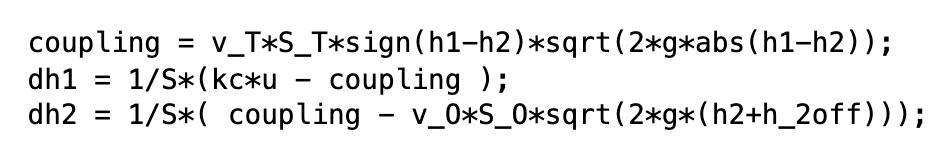 coupling = v_T*S_T*sign(h1-h2)*sqrt(2*g*abs(h1-h2));
dh1 = 1/S*(kc*u - coupling );
dh2 = 1/S*( coupling - v_O*S_O*sqrt(2*g*(h2+h_2off)));